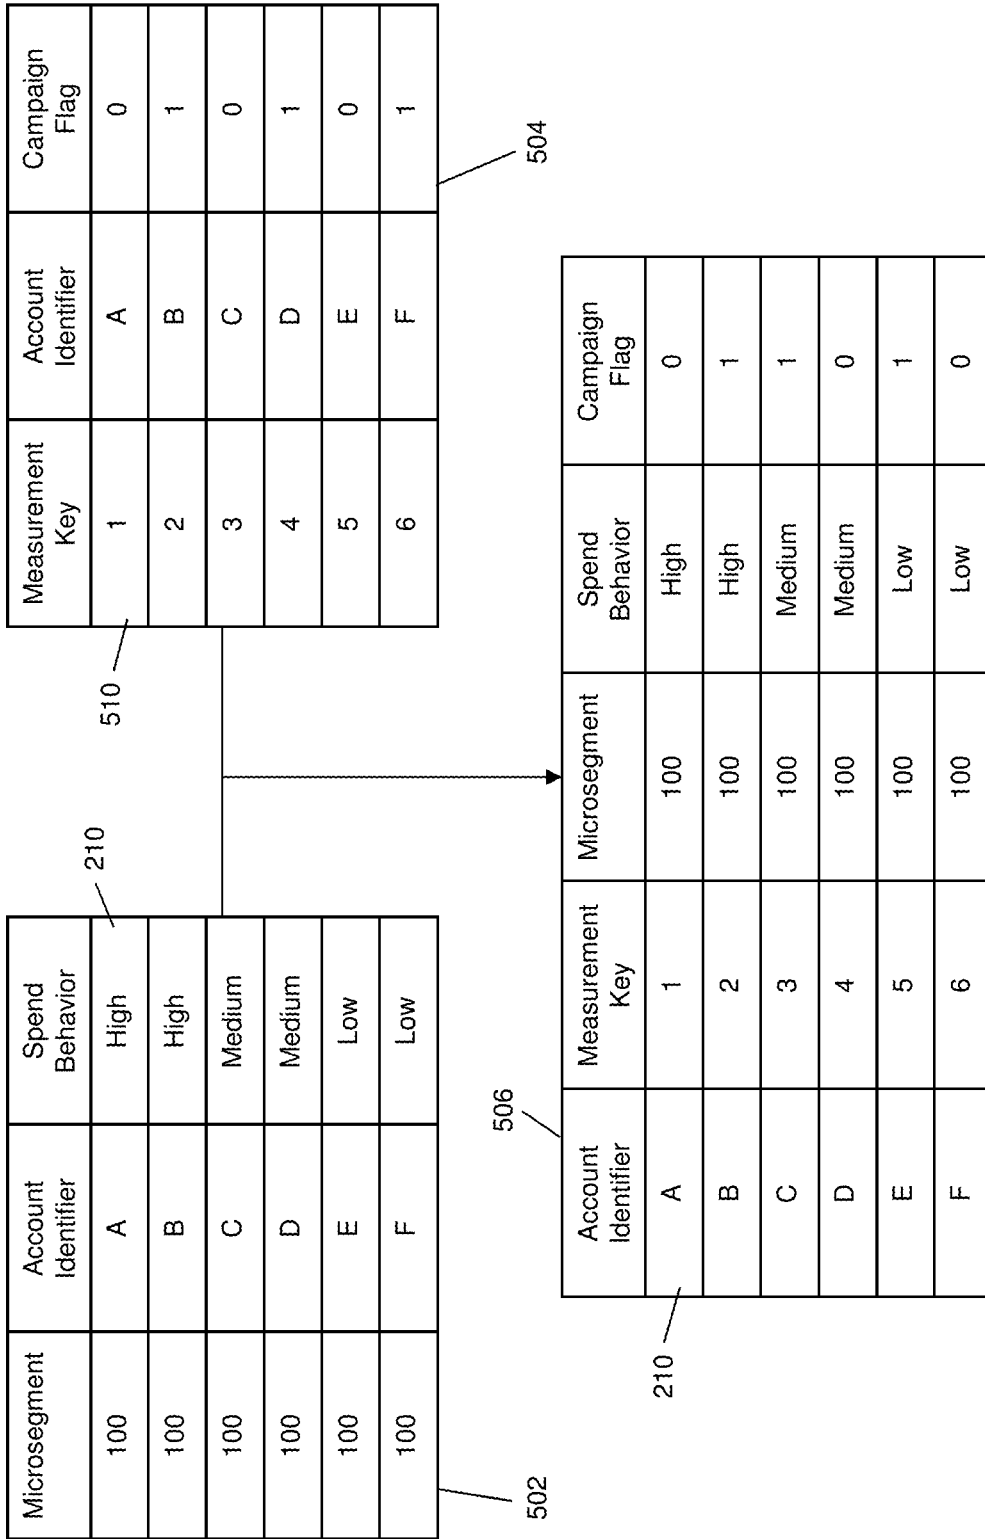 Microsegment Account Identifier Spend Behavior
100 A High
100 B High
100 C Medium
100 D Medium
100 E Low
100 F Low
502
210
Measurement Key Account Identifier Campaign Flag
1 A 0
2 B 1
3 C 0
4 D 1
5 E 0
6 F 1
510
504
506
Account Identifier Measurement Key Microsegment Spend Behavior Campaign Flag
A 1 100 High 0
B 2 100 High 1
C 3 100 Medium 1
D 4 100 Medium 0
E 5 100 Low 1
F 6 100 Low 0
210